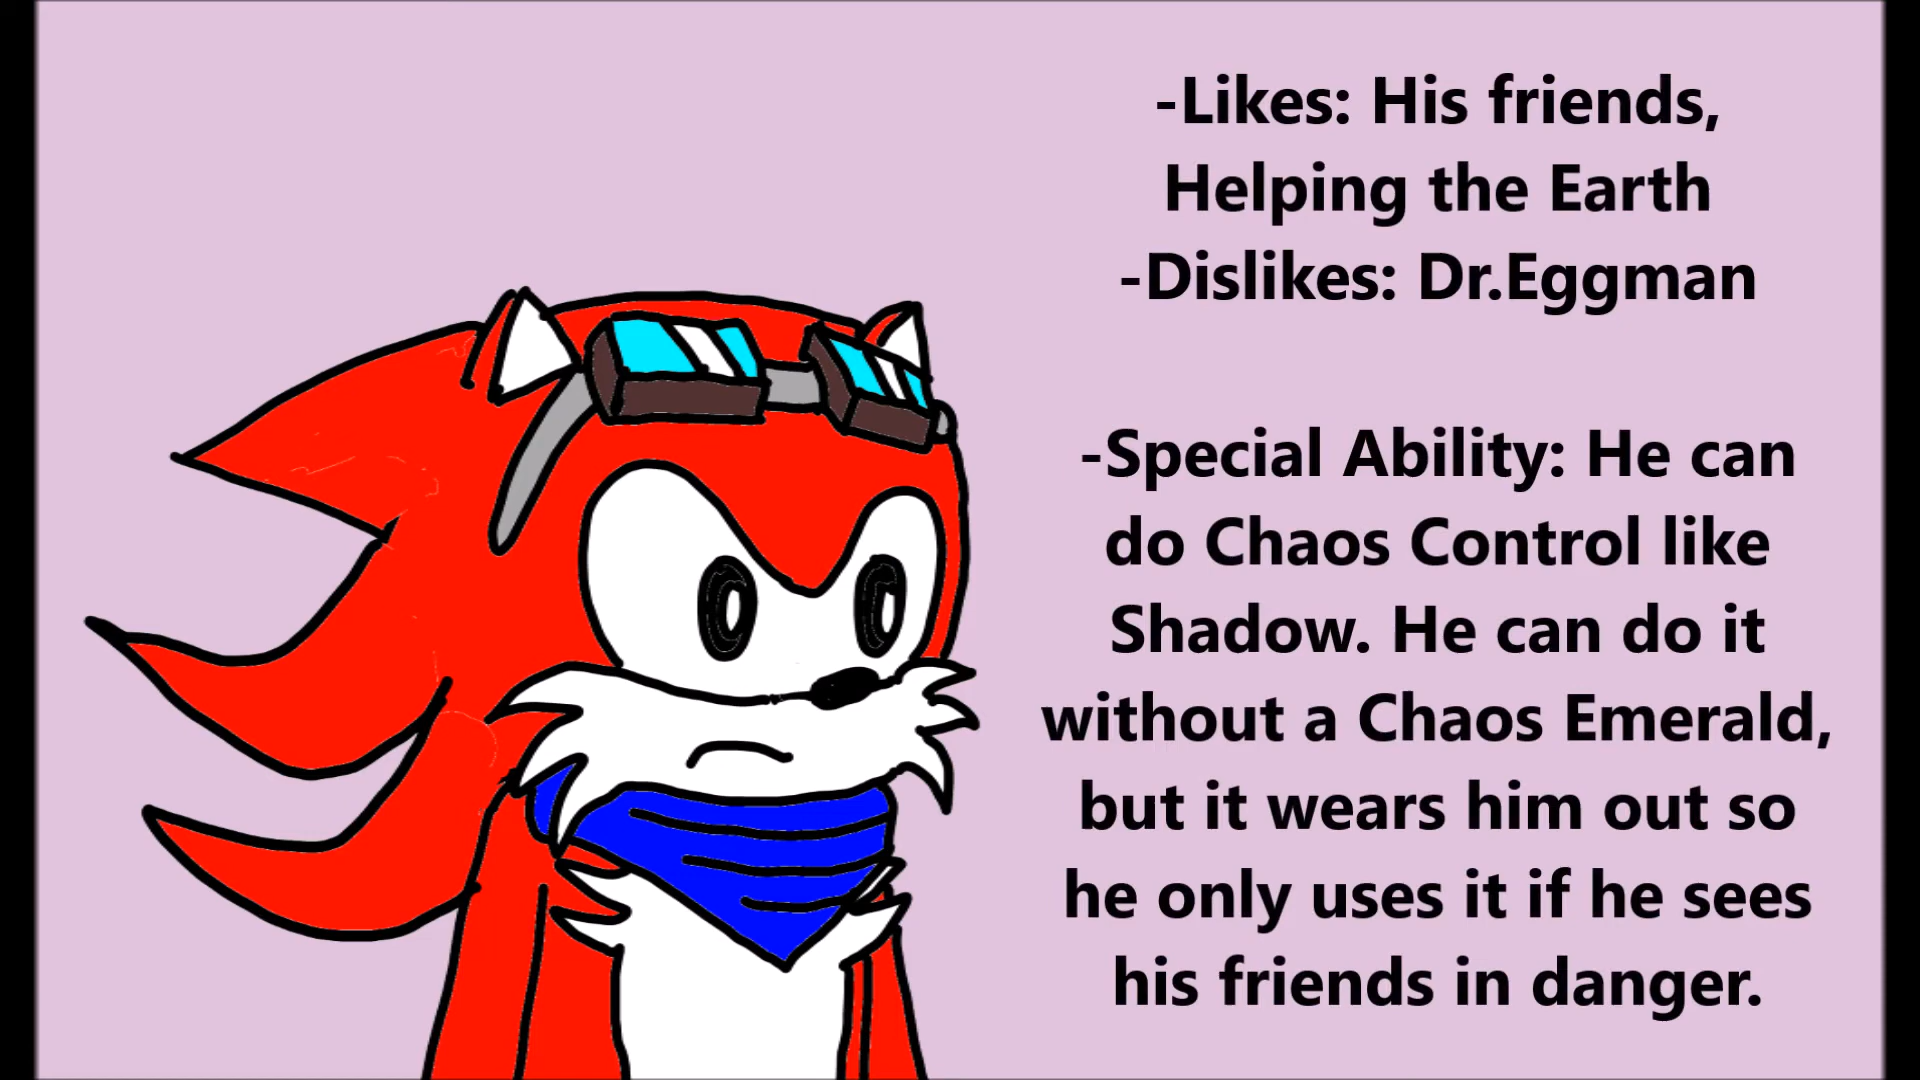 -Likes: His friends,
Helping the Earth
-Dislikes: Dr.Eggman
-Special Ability: He can
do Chaos Control like
Shadow. He can do it
without a Chaos Emerald,
but it wears him out so
he only uses it if he sees
his friends in danger.